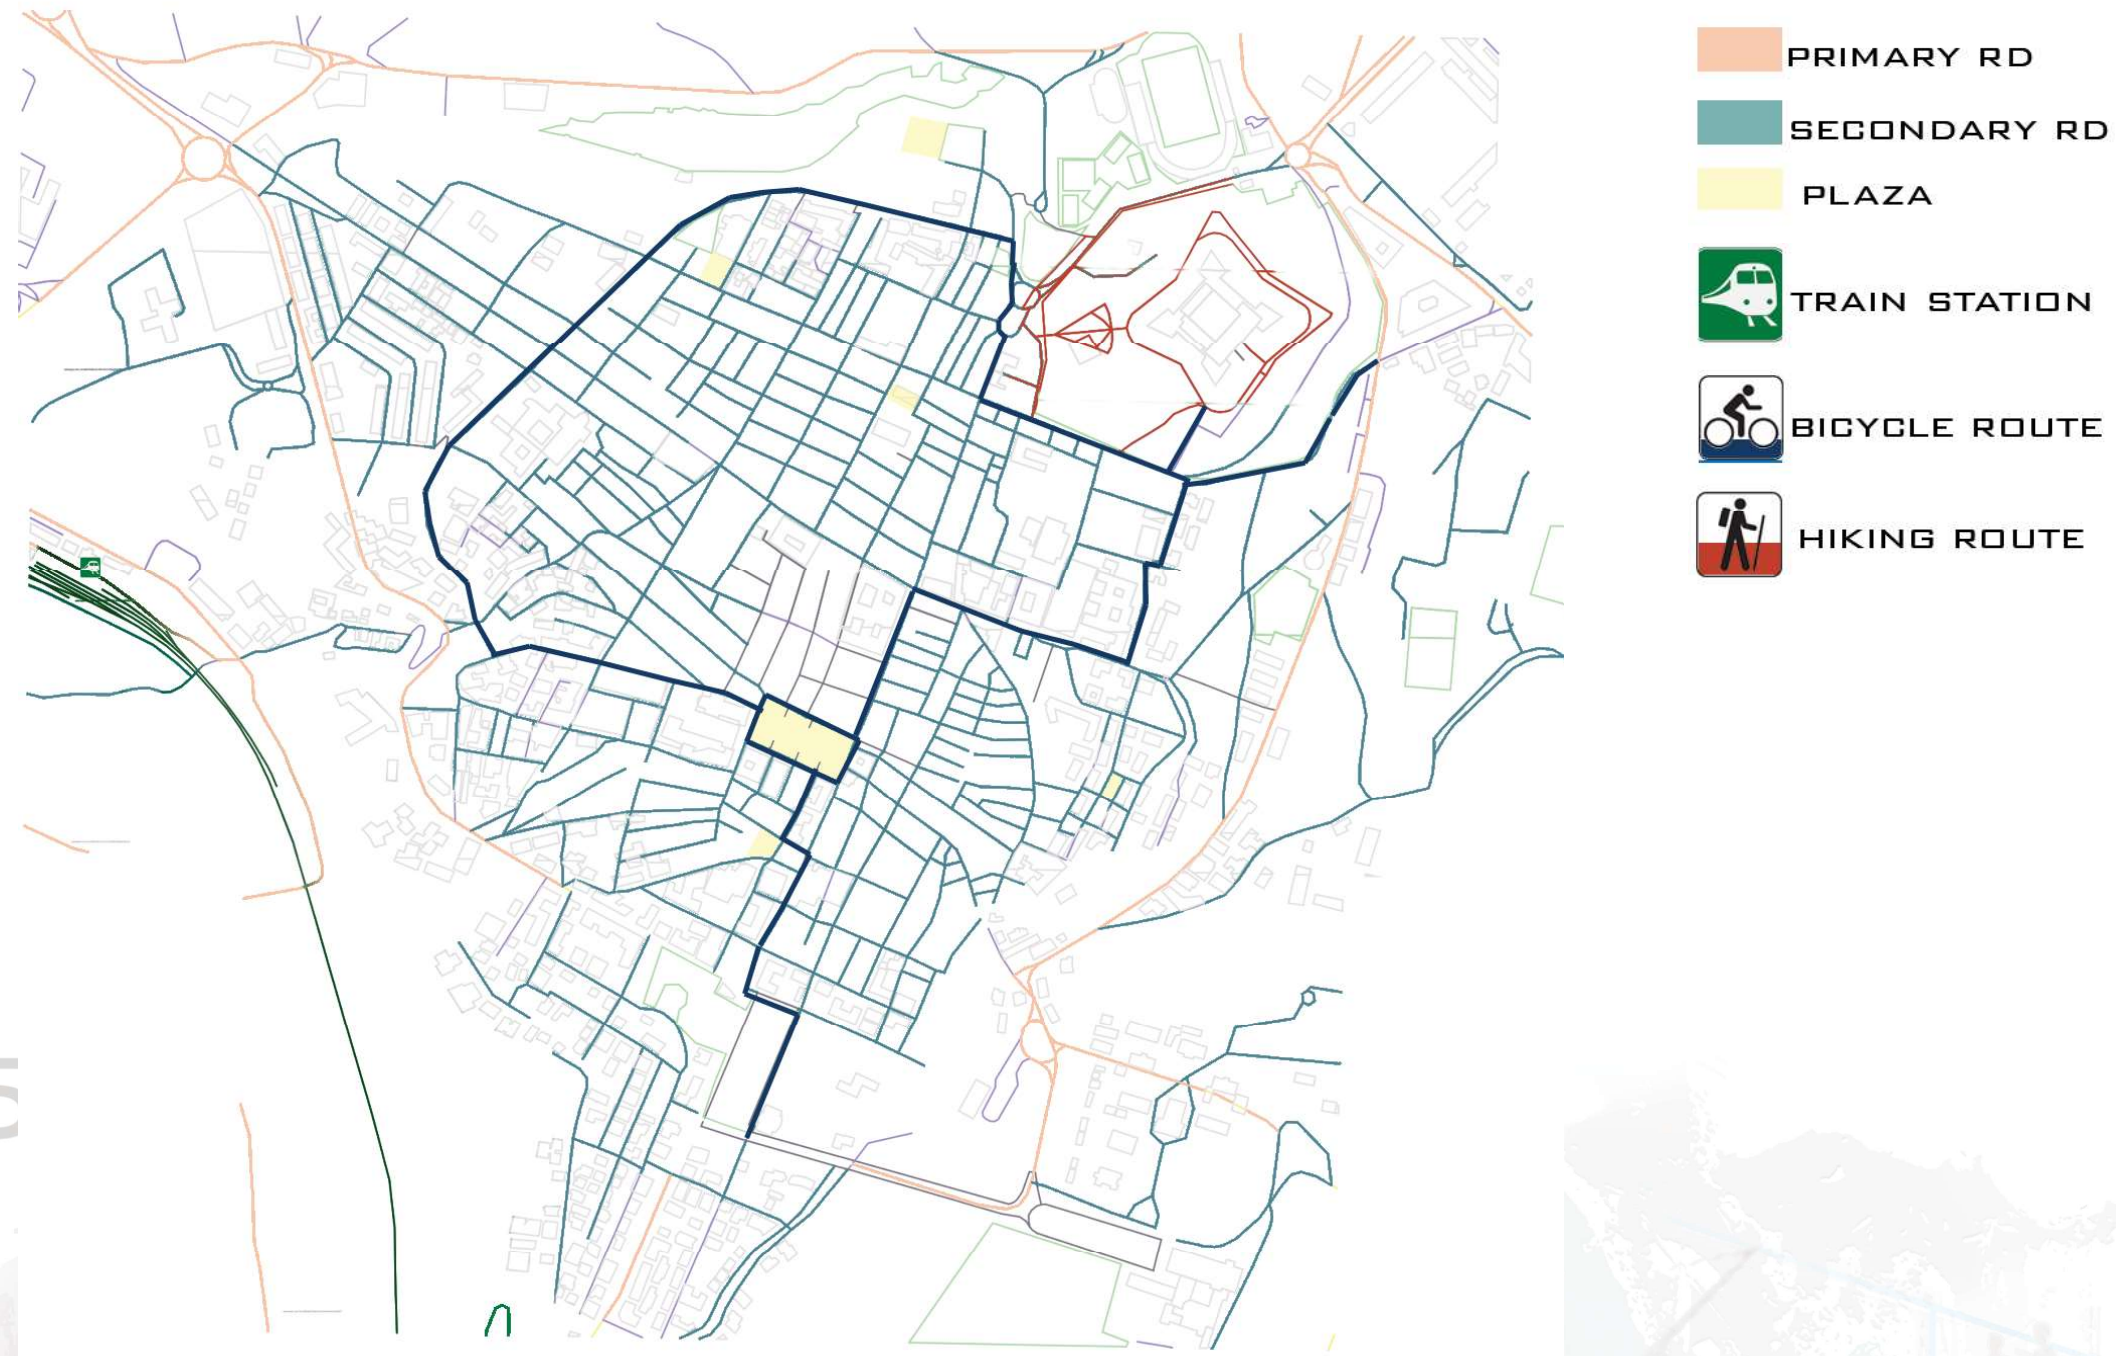 PRIMARY RD
SECONDARY RD
PLAZA
TRAIN STATION
BICYCLE ROUTE
HIKING ROUTE